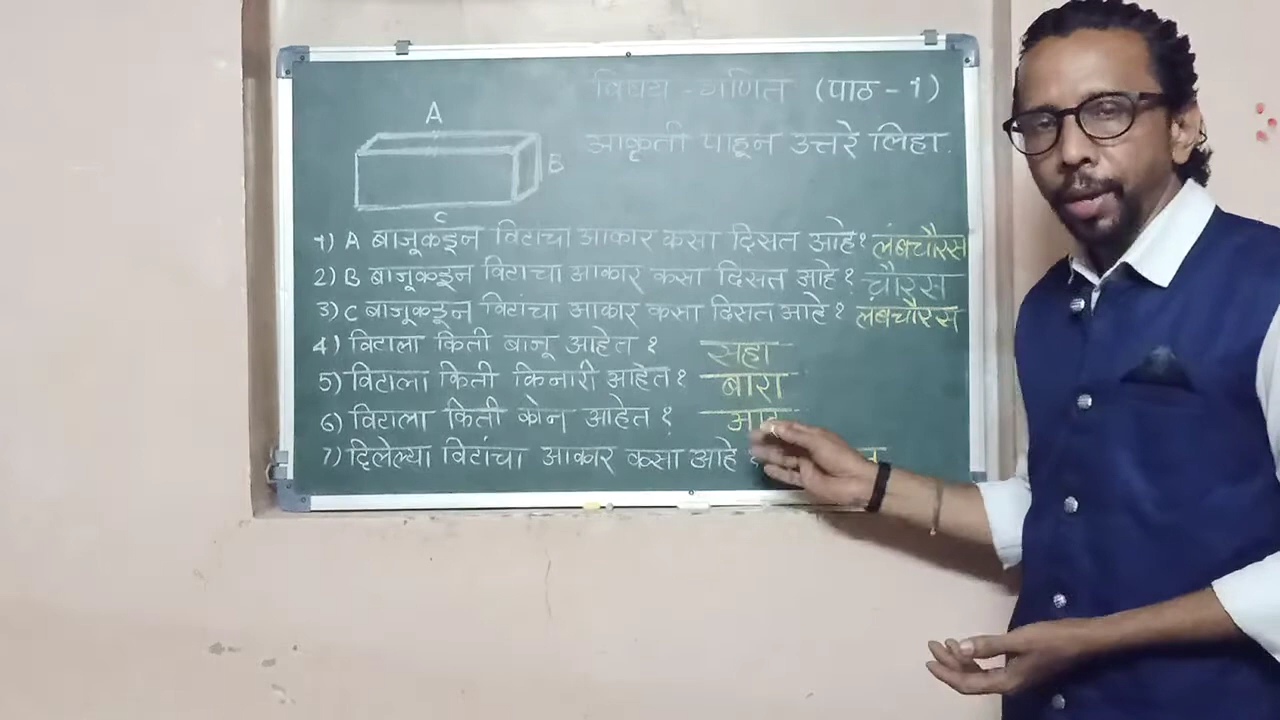 विषय - गणित (पाठ - 1)
आकृती पाहून उत्तरे लिहा.
A
B
C
1) A बाजूकडून विटाचा आकार कसा दिसत आहे? लंबचौरस
2) B बाजूकडून विटाचा आकार कसा दिसत आहे? चौरस
3) C बाजूकडून विटांचा आकार कसा दिसत आहे? लंबचौरस
4) विटाला किती बाजू आहेत? सहा
5) विटाला किती किनारी आहेत? बारा
6) विटाला किती कोन आहेत? आठ
7) दिलेल्या विटांचा आकार कसा आहे?